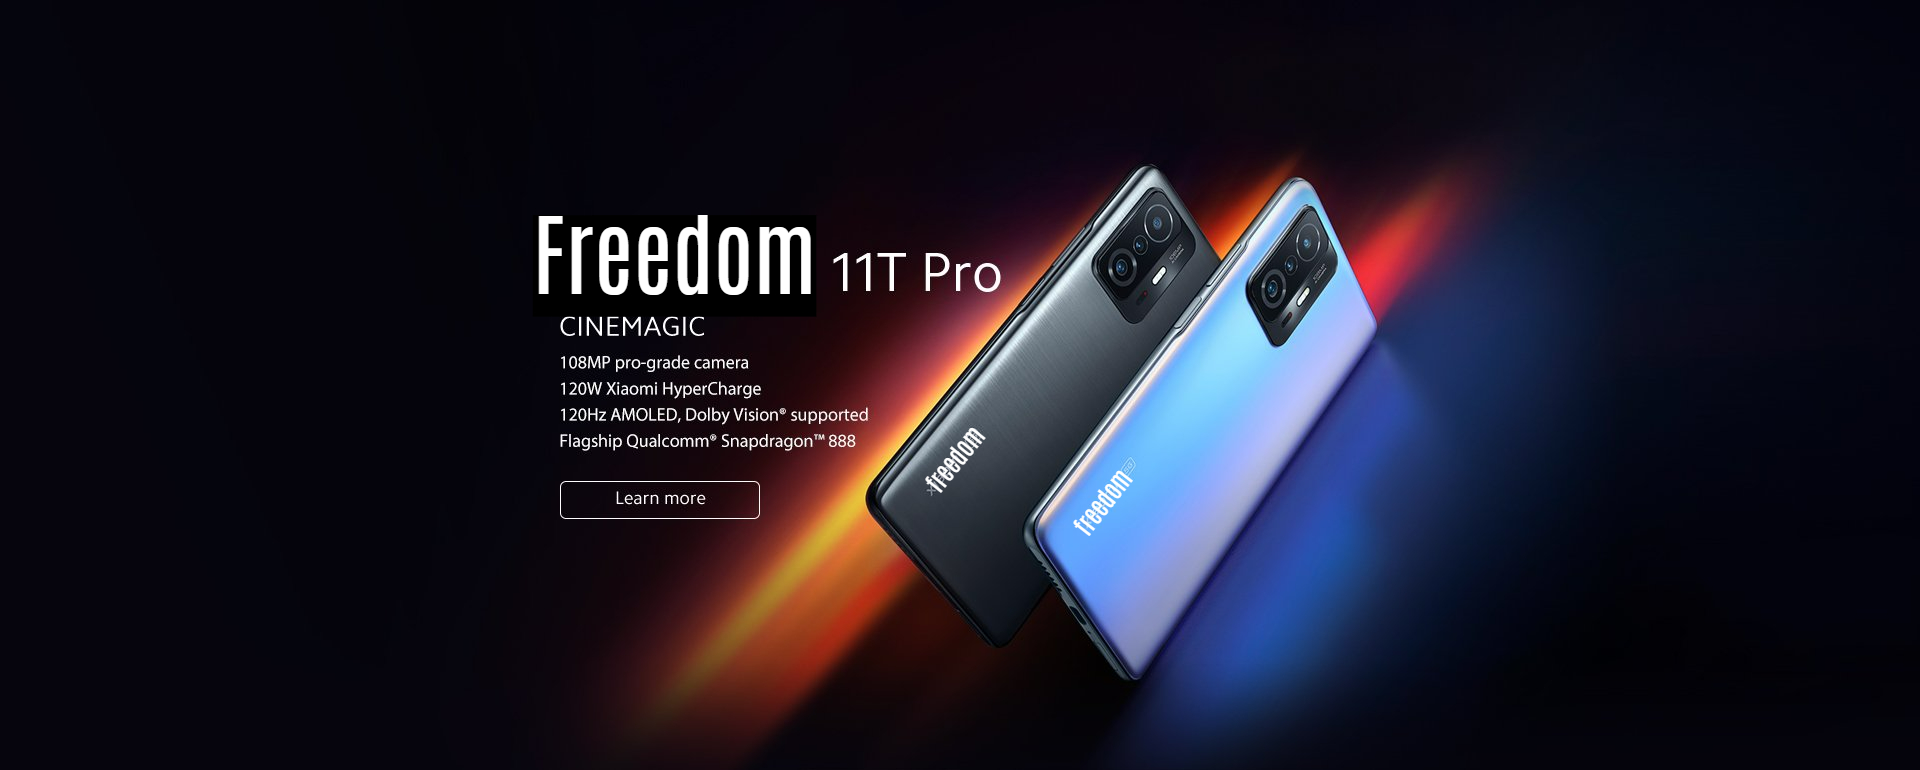 Freedom 11T Pro
CINEMAGIC
108MP pro-grade camera
120W Xiaomi HyperCharge
120Hz AMOLED, Dolby Vision® supported
Flagship Qualcomm® Snapdragon™ 888
Learn more
freedom
freedom 5G